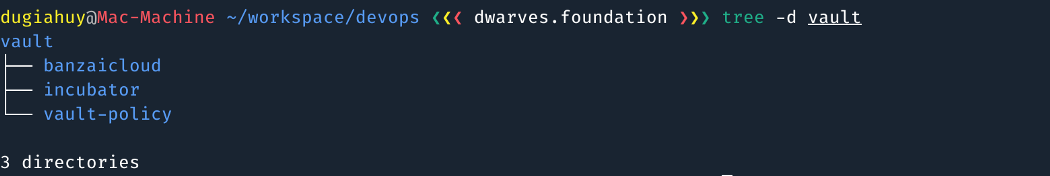 dugiahuy@Mac-Machine ~/workspace/devops ❮❮❮ dwarves.foundation ❯❯❯ tree -d vault
vault
├── banzaicloud
├── incubator
└── vault-policy
3 directories